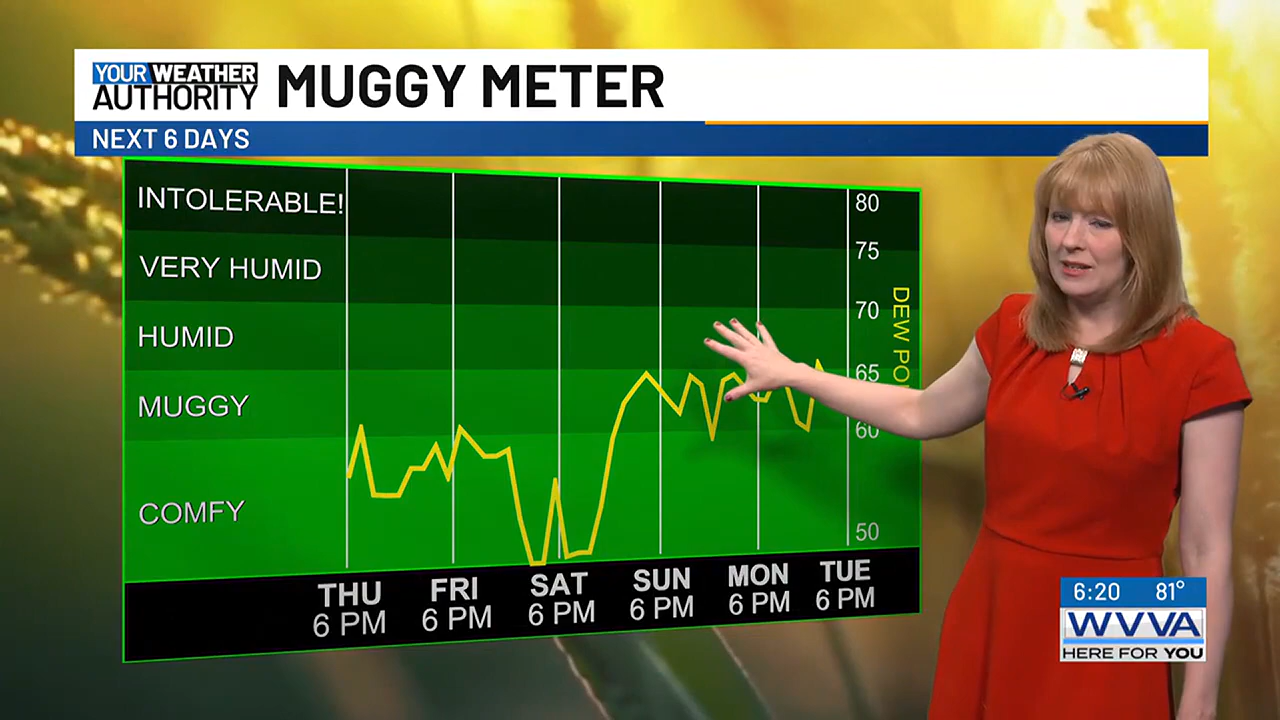 YOUR WEATHER
AUTHORITY
MUGGY METER
NEXT 6 DAYS
INTOLERABLE!
VERY HUMID
HUMID
MUGGY
COMFY
80
75
70
65
60
50
DEW PO
THU
6 PM
FRI
6 PM
SAT
6 PM
SUN
6 PM
MON
6 PM
TUE
6 PM
6:20 81°
WVVA
HERE FOR YOU